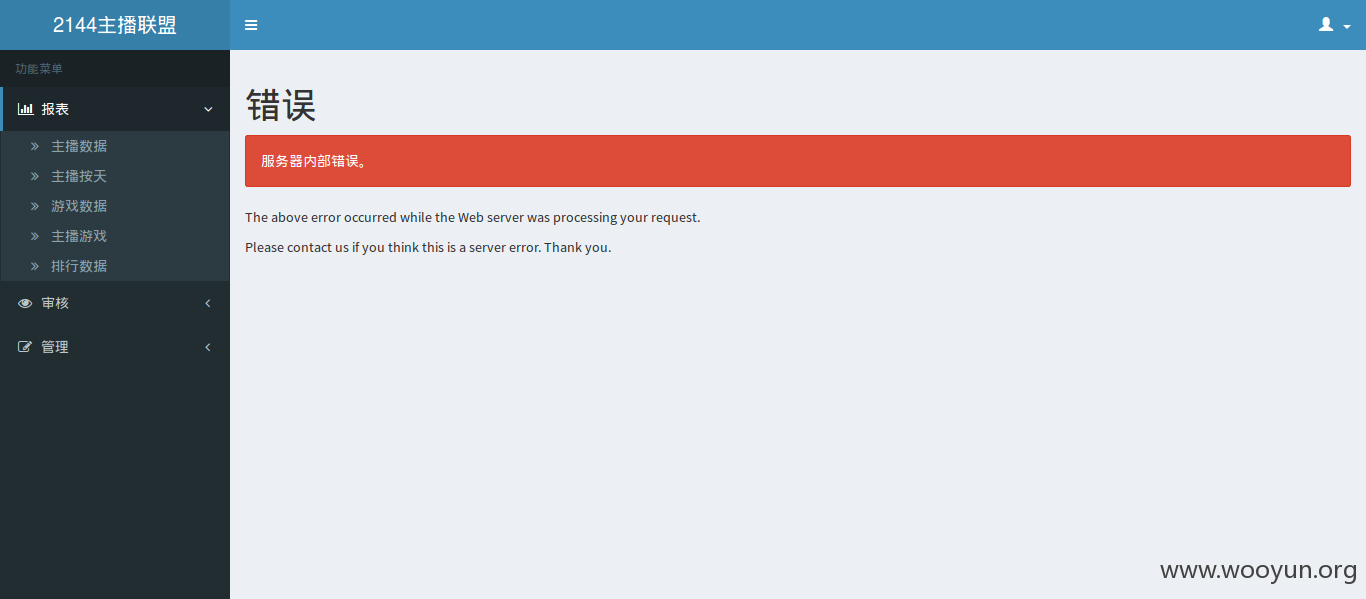 2144主播联盟
功能菜单
报表
主播数据
主播按天
游戏数据
主播游戏
排行数据
审核
管理
错误
服务器内部错误。
The above error occurred while the Web server was processing your request.
Please contact us if you think this is a server error. Thank you.
www.wooyun.org